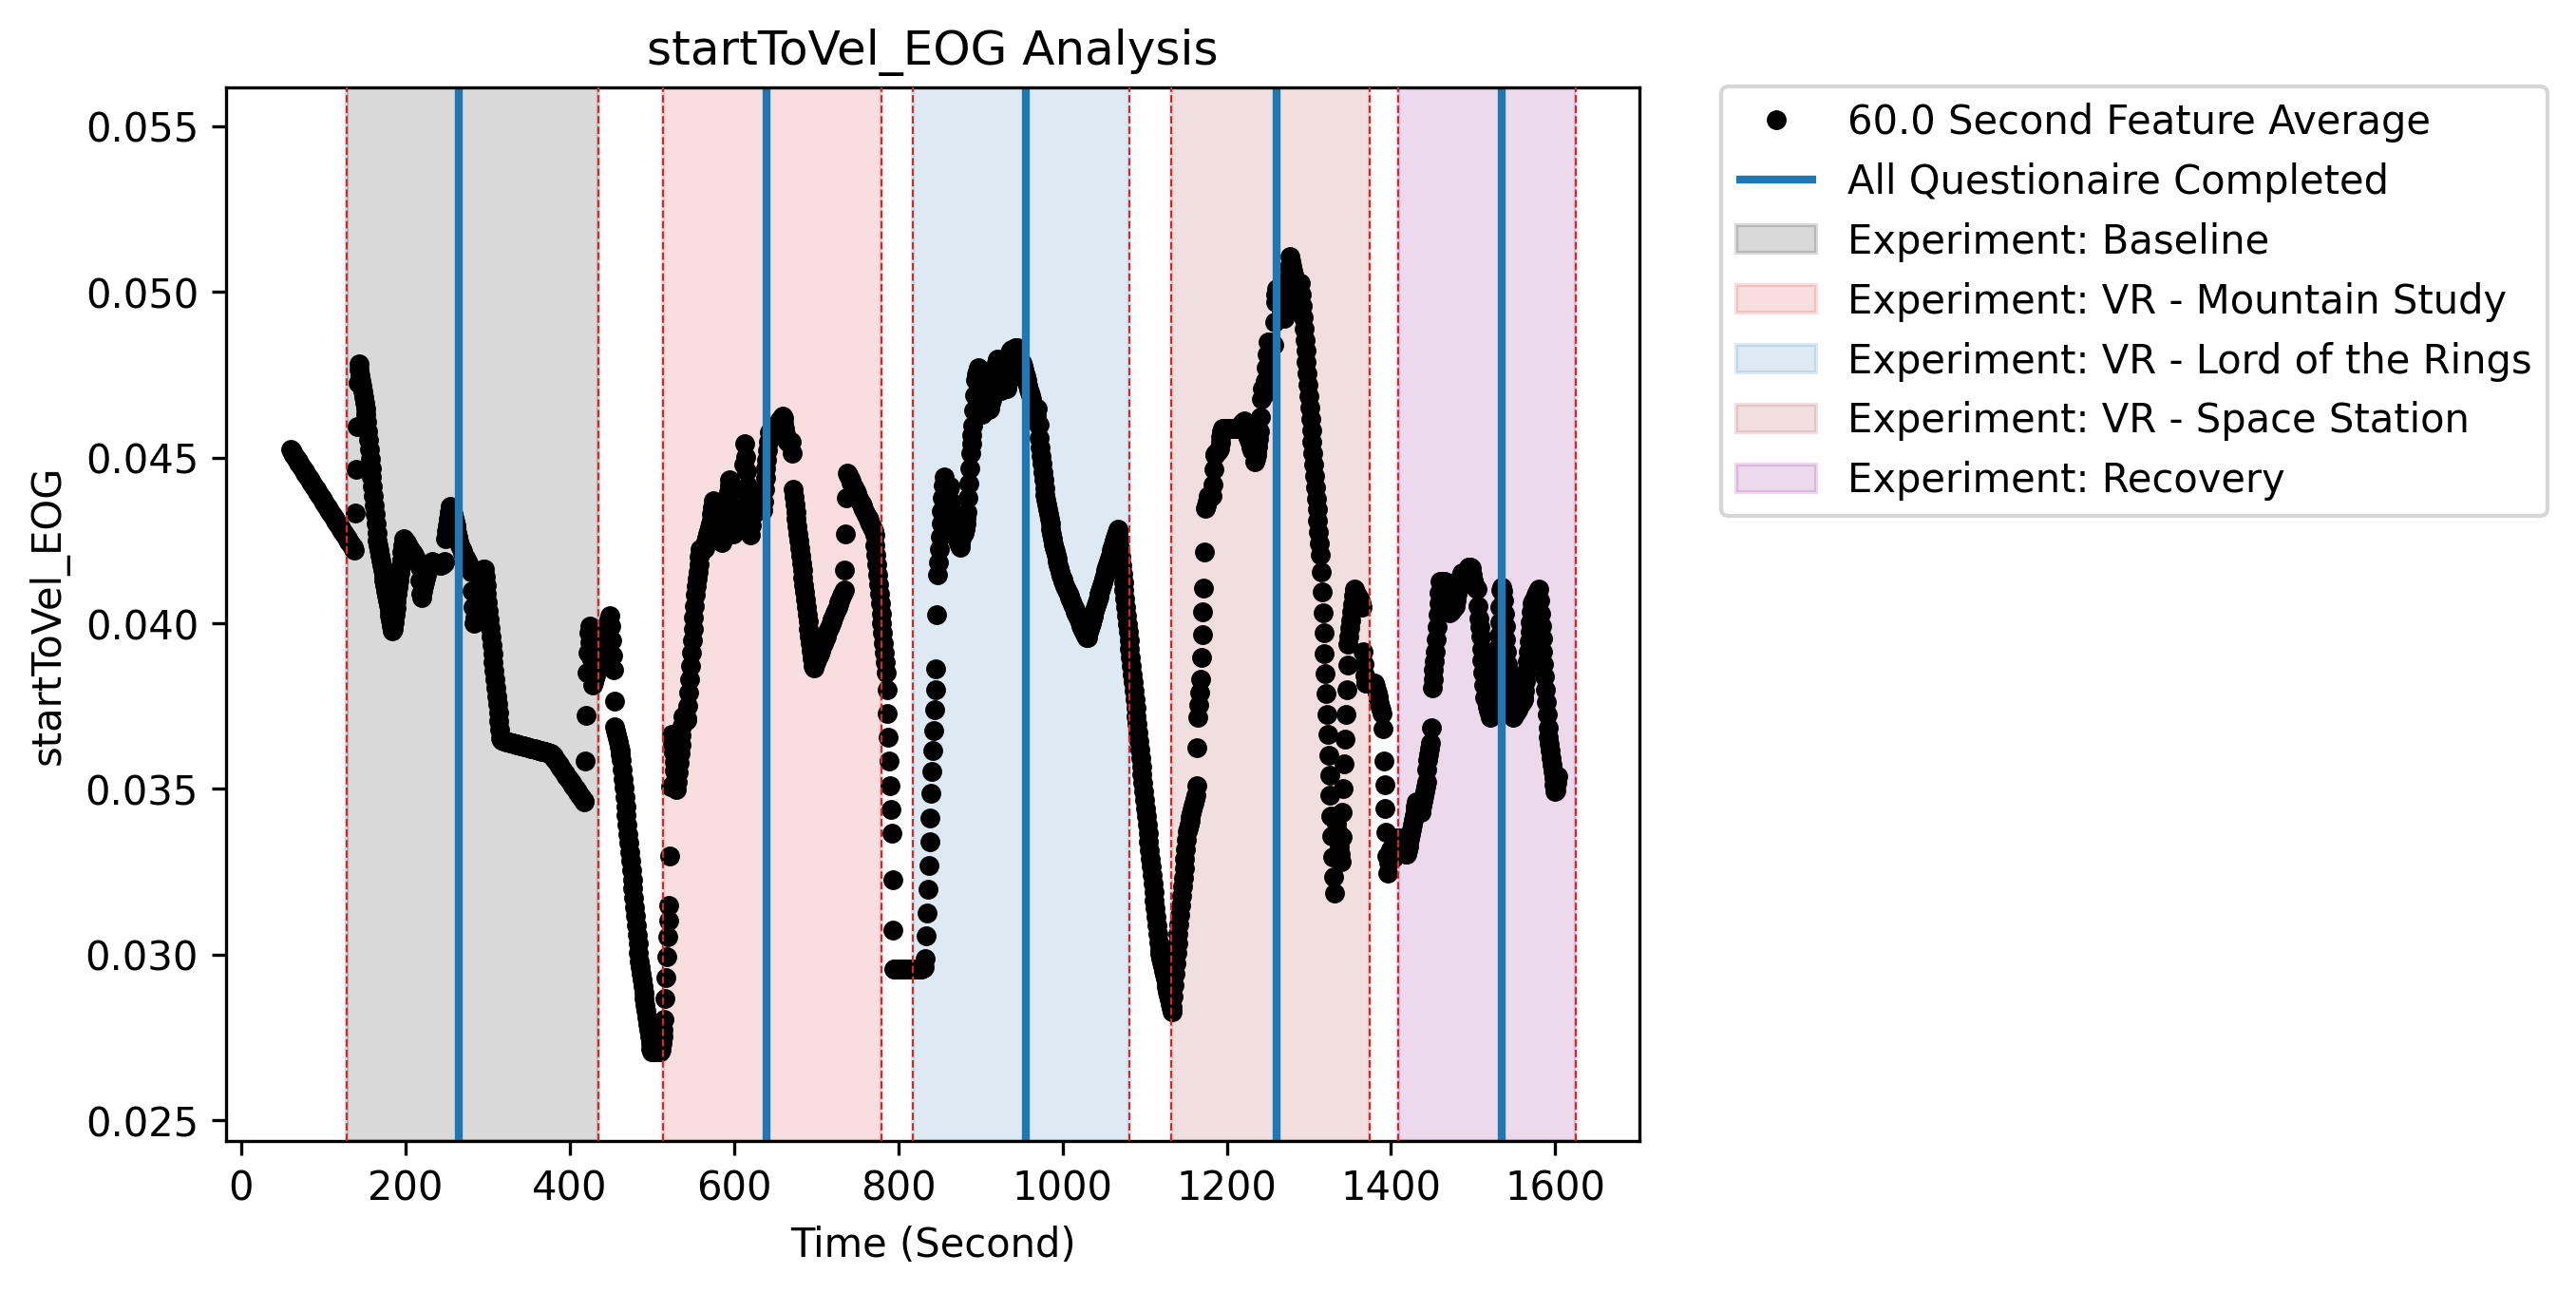 startToVel_EOG Analysis
startToVel_EOG
0.055
0.050
0.045
0.040
0.035
0.030
0.025
0 200 400 600 800 1000 1200 1400 1600
Time (Second)
60.0 Second Feature Average
All Questionaire Completed
Experiment: Baseline
Experiment: VR - Mountain Study
Experiment: VR - Lord of the Rings
Experiment: VR - Space Station
Experiment: Recovery